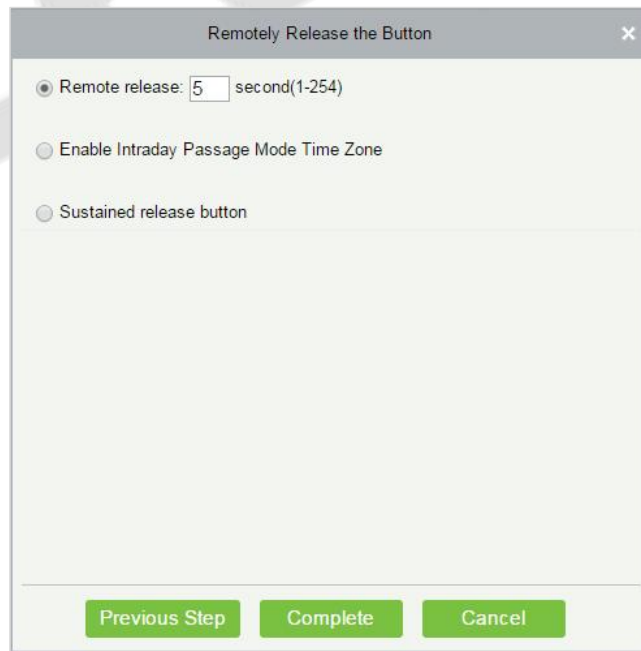 Remotely Release the Button
Remote release: 5 second(1-254)
Enable Intraday Passage Mode Time Zone
Sustained release button
Previous Step Complete Cancel